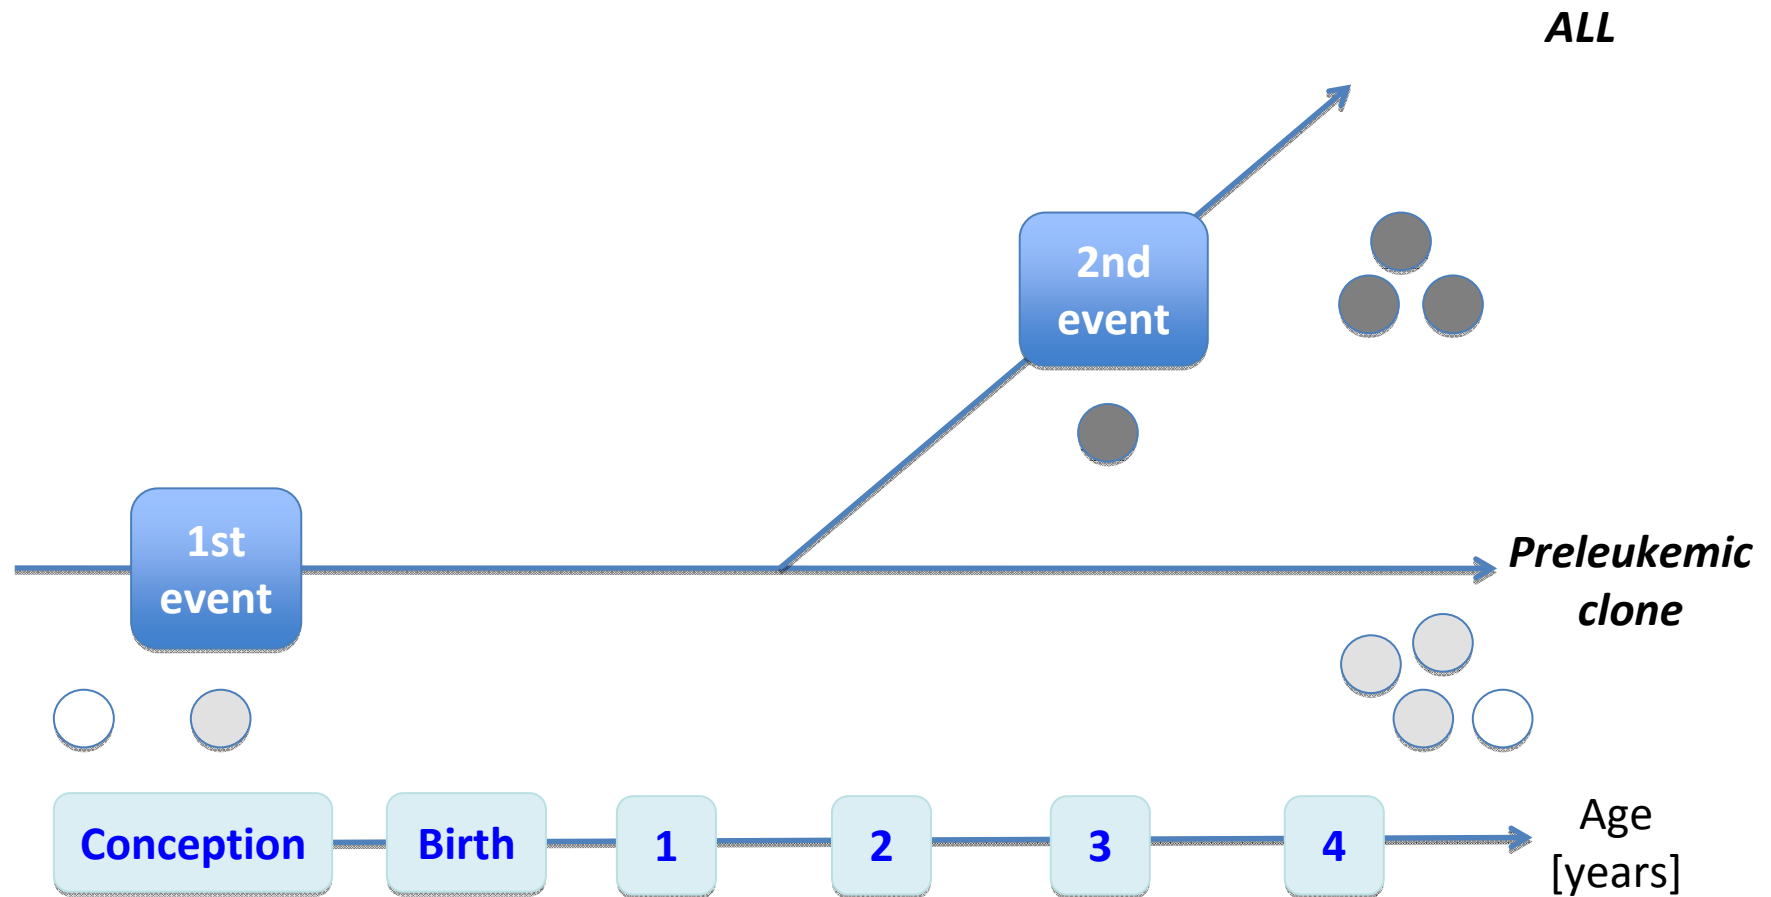 ALL
2nd
event
1st
event
Preleukemic
clone
Conception
Birth
1
2
3
4
Age
[years]